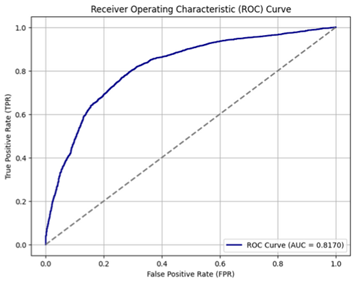 Receiver Operating Characteristic (ROC) Curve
1.0
0.8
0.6
0.4
0.2
0.0
True Positive Rate (TPR)
ROC Curve (AUC = 0.8170)
0.0 0.2 0.4 0.6 0.8 1.0
False Positive Rate (FPR)